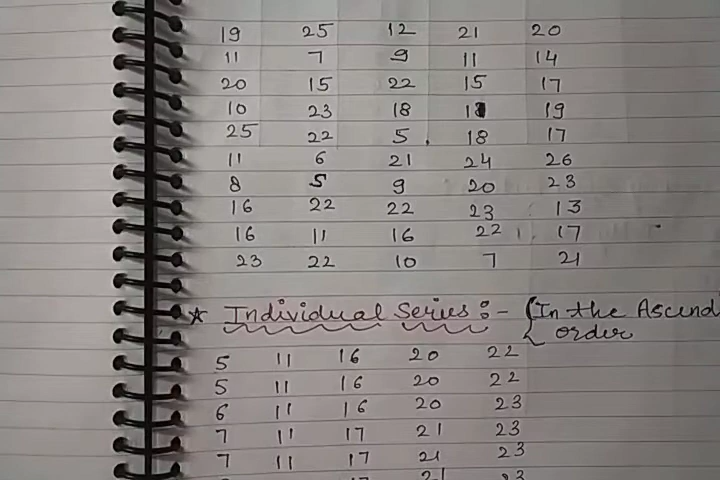 19 25 12 21 20
11 7 9 11 14
20 15 22 15 17
10 23 18 19
25 22 5 18 17
11 6 21 24 26
8 5 9 20 23
16 22 22 23 13
16 11 16 22 17
23 22 10 7 21
★ Individual Series :- { In the Ascend
order
5 11 16 20 22
5 11 16 20 22
6 11 16 20 23
7 11 17 21 23
7 11 17 21 23
17 21 23